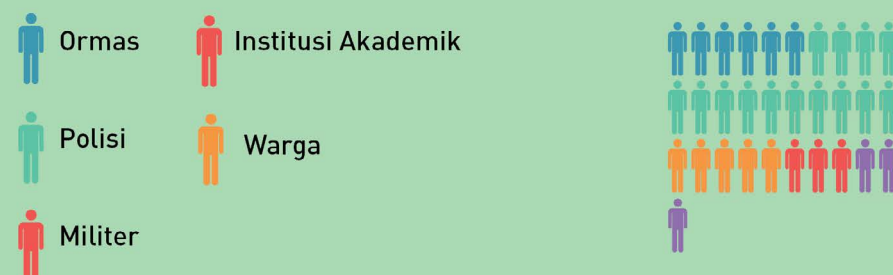 Ormas
Institusi Akademik
Polisi
Warga
Militer